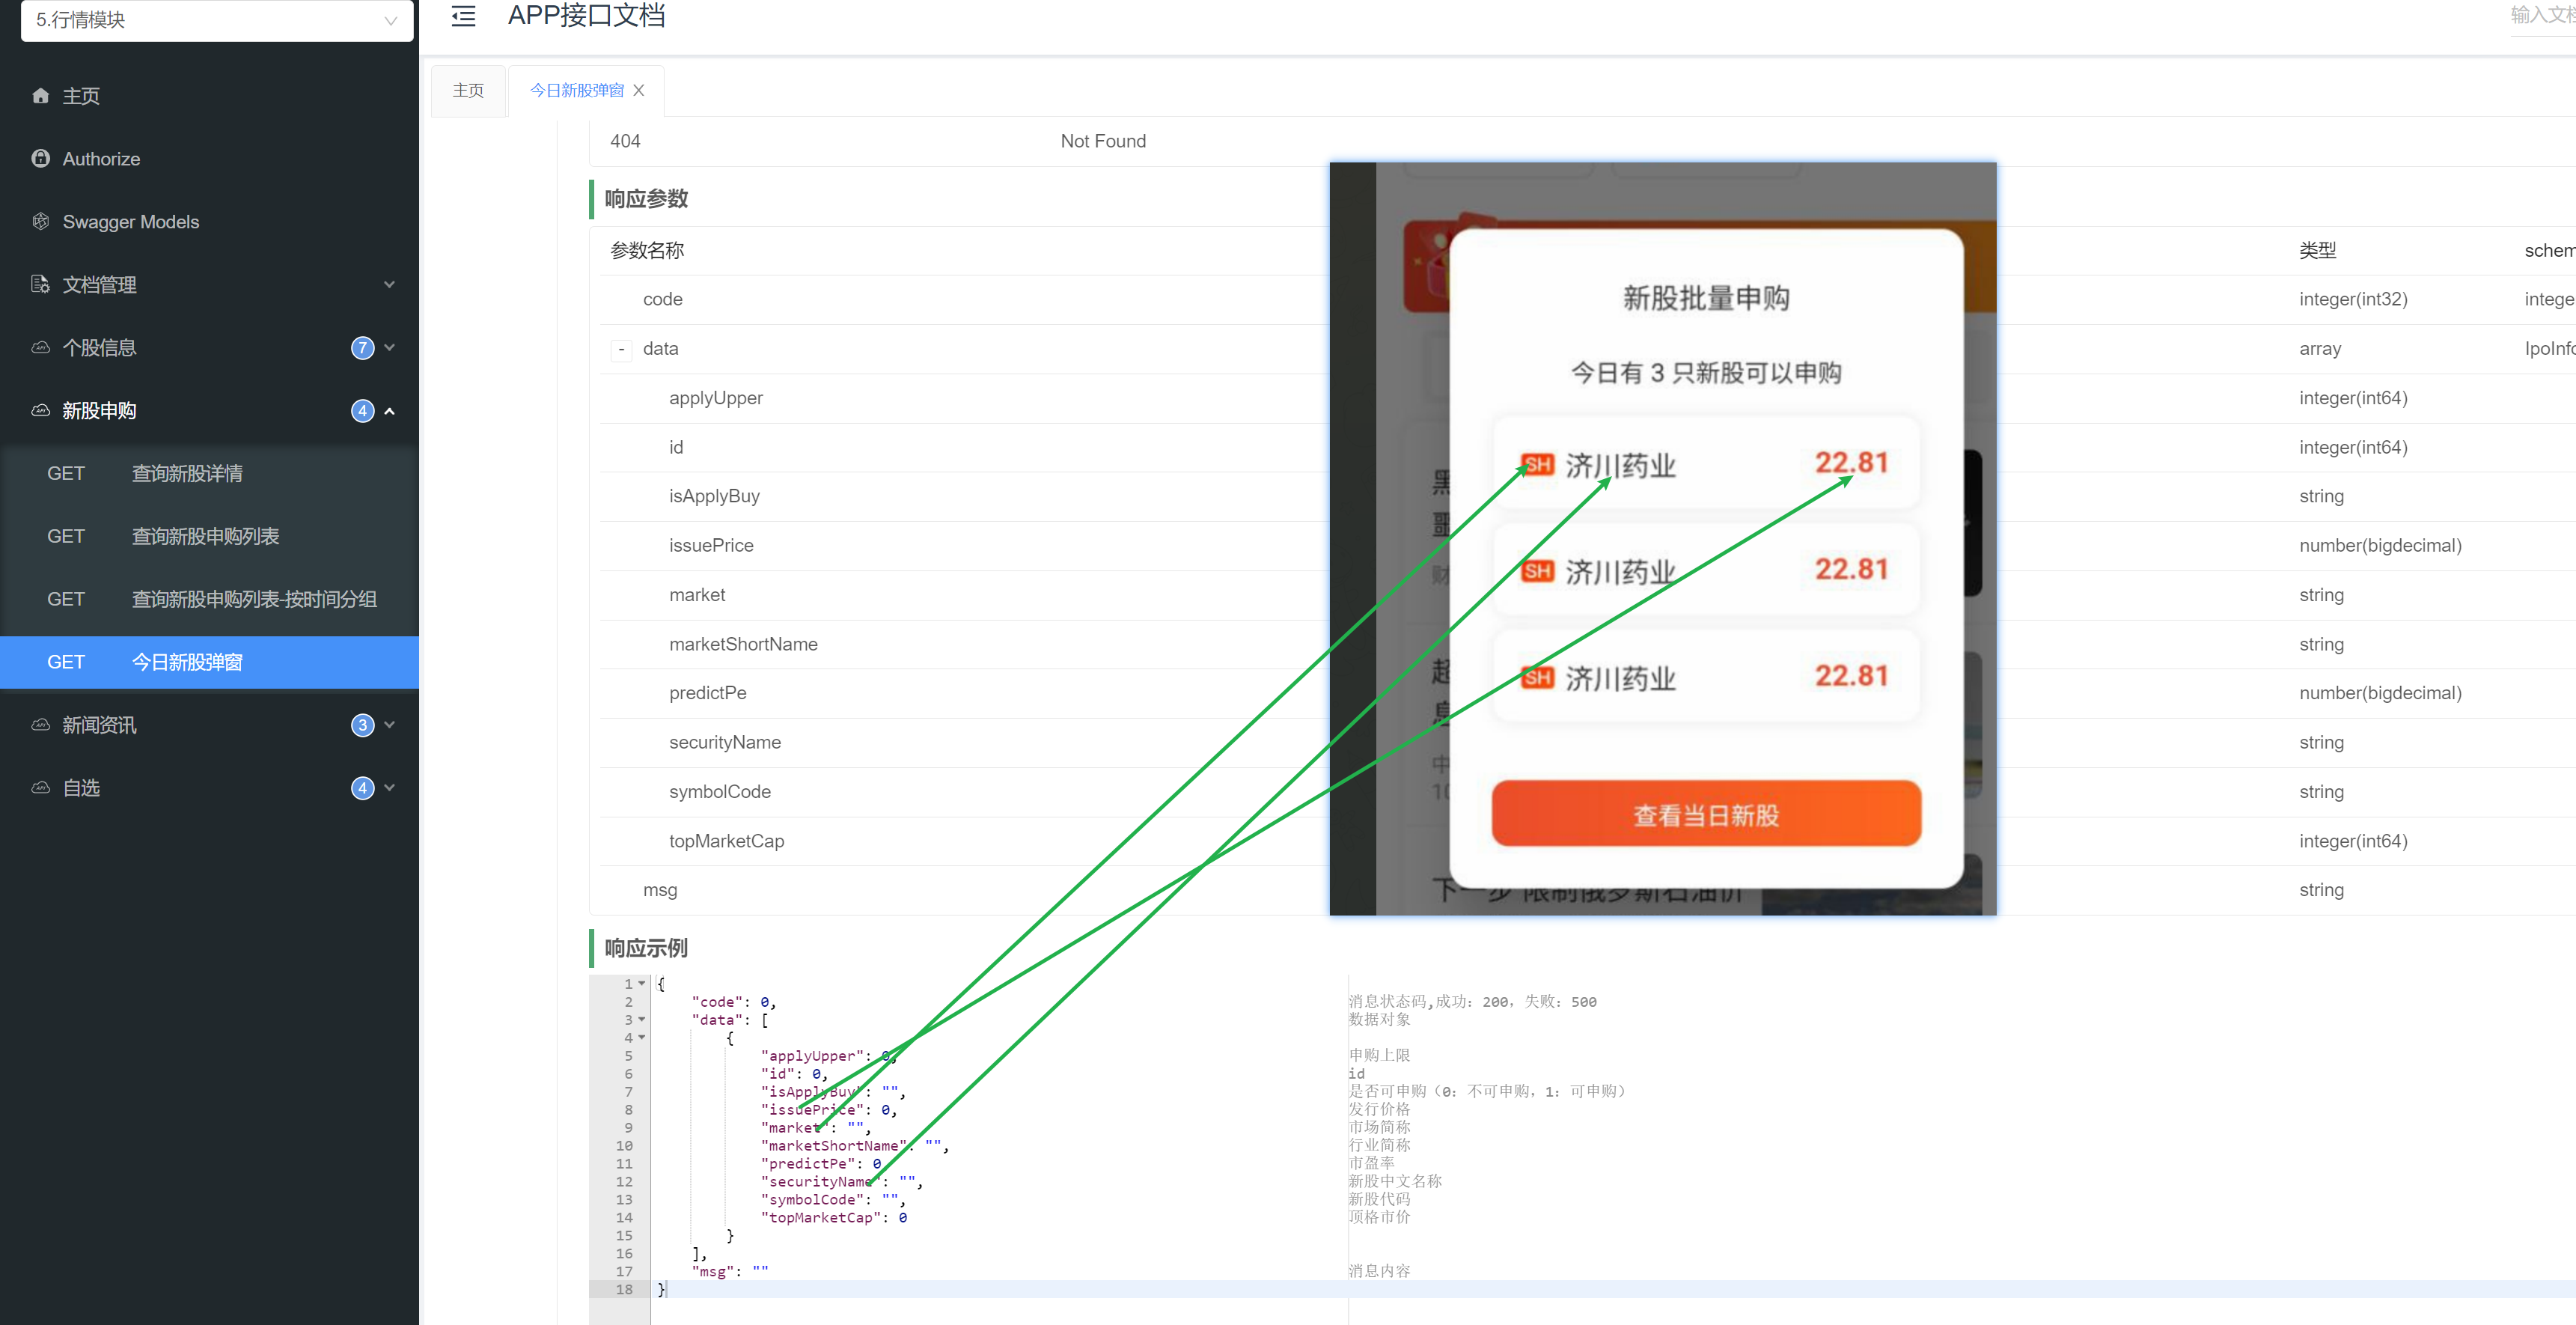 5.行情模块
APP接口文档
主页
Authorize
Swagger Models
文档管理
个股信息 7
新股申购 4
GET 查询新股详情
GET 查询新股申购列表
GET 查询新股申购列表-按时间分组
GET 今日新股弹窗
新闻资讯 3
自选 4
主页 今日新股弹窗
404 Not Found
响应参数
参数名称 类型
code integer(int32)
- data array
applyUpper integer(int64)
id integer(int64)
isApplyBuy string
issuePrice number(bigdecimal)
market string
marketShortName string
predictPe number(bigdecimal)
securityName string
symbolCode string
topMarketCap integer(int64)
msg string
新股批量申购
今日有 3 只新股可以申购
SH 济川药业 22.81
SH 济川药业 22.81
SH 济川药业 22.81
查看当日新股
响应示例
1 {
2 "code": 0, 消息状态码,成功: 200, 失败: 500
3 "data": [ 数据对象
4 {
5 "applyUpper": 0, 申购上限
6 "id": 0, id
7 "isApplyBuy": "", 是否可申购（0: 不可申购, 1: 可申购）
8 "issuePrice": 0, 发行价格
9 "market": "", 市场简称
10 "marketShortName": "", 行业简称
11 "predictPe": 0, 市盈率
12 "securityName": "", 新股中文名称
13 "symbolCode": "", 新股代码
14 "topMarketCap": 0 顶格市价
15 }
16 ],
17 "msg": "" 消息内容
18 }